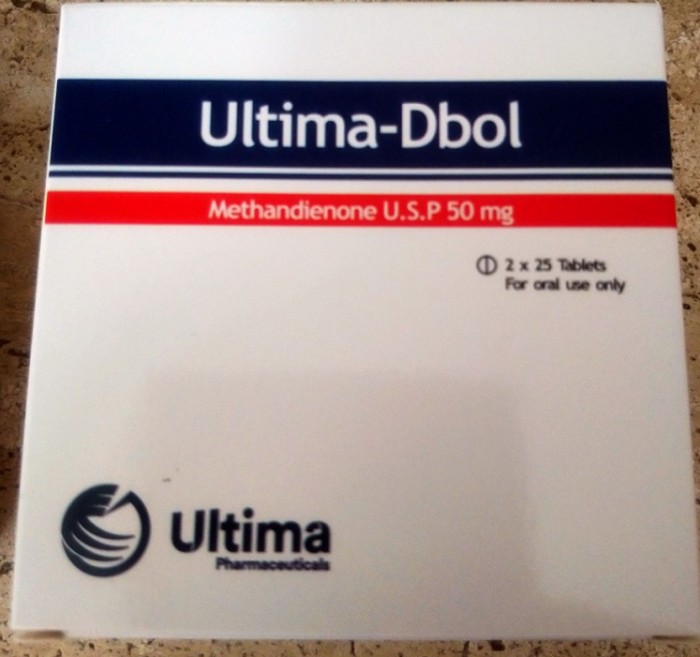 Ultima-Dbol
Methandienone U.S.P 50 mg
2 x 25 Tablets
For oral use only
Ultima
Pharmaceuticals